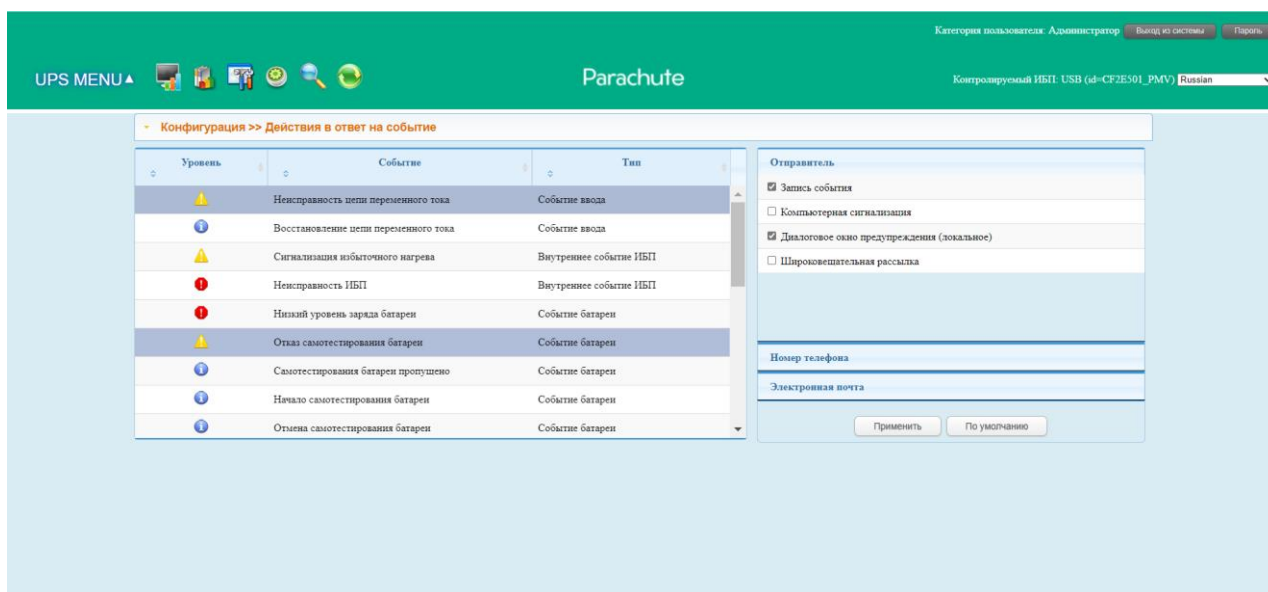 Категория пользователя: Администратор Выход из системы Пароль
UPS MENU▲ Parachute
Контролируемый ИБП: USB (id=CF2E501_PMV) Russian
Конфигурация >> Действия в ответ на событие
Уровень Событие Тип
Неисправность цепи переменного тока Событие ввода
Восстановление цепи переменного тока Событие ввода
Сигнализация избыточного нагрева Внутреннее событие ИБП
Неисправность ИБП Внутреннее событие ИБП
Низкий уровень заряда батареи Событие батареи
Отказ самотестирования батареи Событие батареи
Самотестирования батареи пропушено Событие батареи
Начало самотестирования батареи Событие батареи
Отмена самотестирования батареи Событие батареи
Отправитель
Запись события
Компьютерная сигнализация
Диалоговое окно предупреждения (локальное)
Широковещательная рассылка
Номер телефона
Электронная почта
Применить По умолчанию